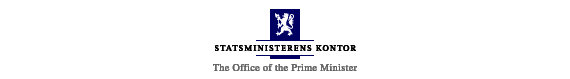 STATSMINISTERENS KONTOR
The Office of the Prime Minister